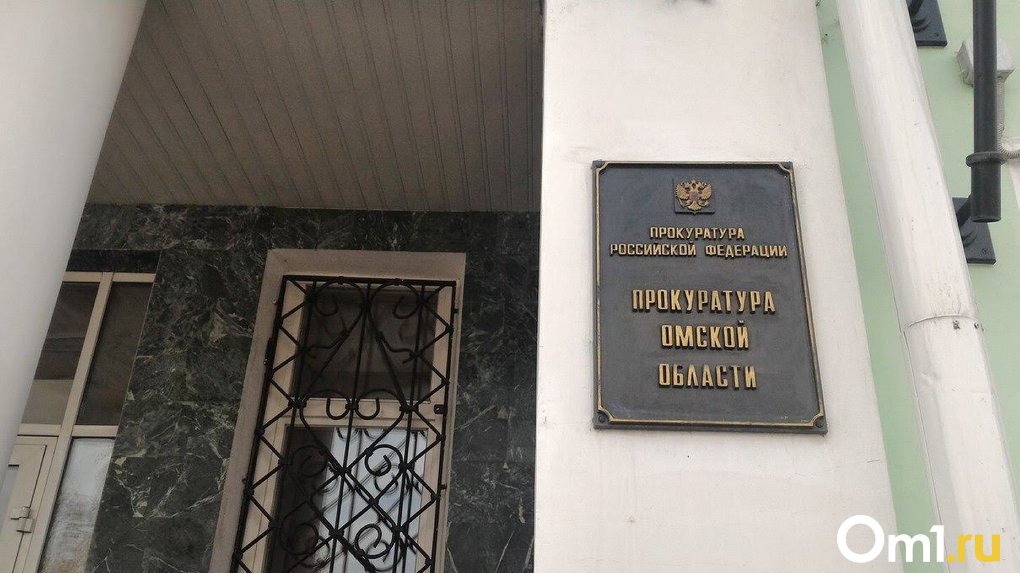 ПРОКУРАТУРА
РОССИЙСКОЙ ФЕДЕРАЦИИ
ПРОКУРАТУРА
ОМСКОЙ
ОБЛАСТИ
Om1.ru